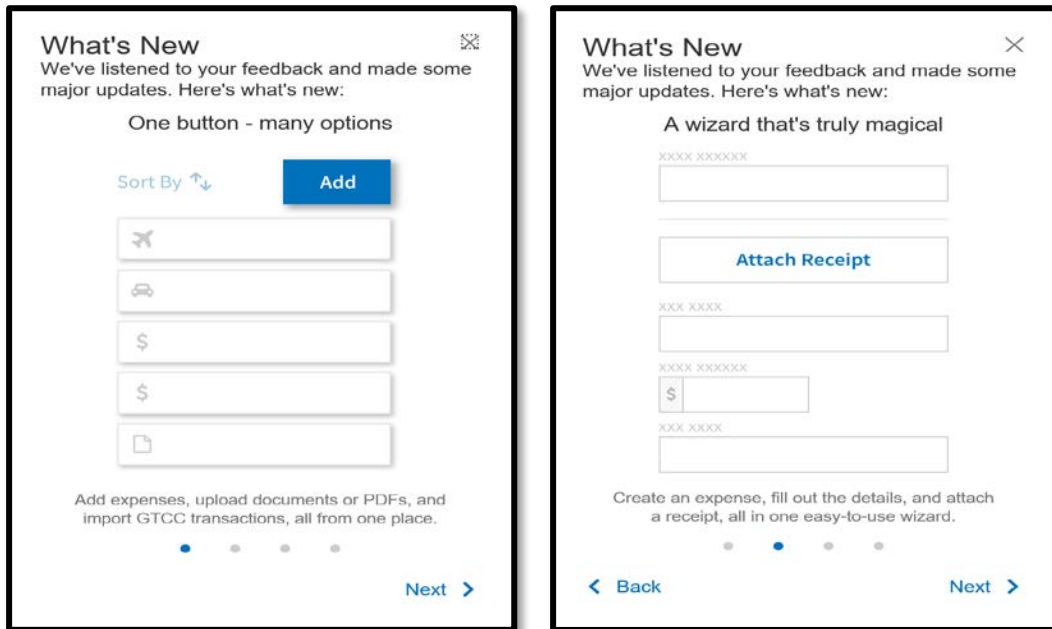 What's New
We've listened to your feedback and made some
major updates. Here's what's new:
One button - many options
Sort By
Add
$
$
Add expenses, upload documents or PDFs, and
import GTCC transactions, all from one place.
Next
What's New
We've listened to your feedback and made some
major updates. Here's what's new:
A wizard that's truly magical
XXXX XXXXXX
Attach Receipt
XXX XXXX
XXXX XXXXXX
$
XXX XXXX
Create an expense, fill out the details, and attach
a receipt, all in one easy-to-use wizard.
Back
Next